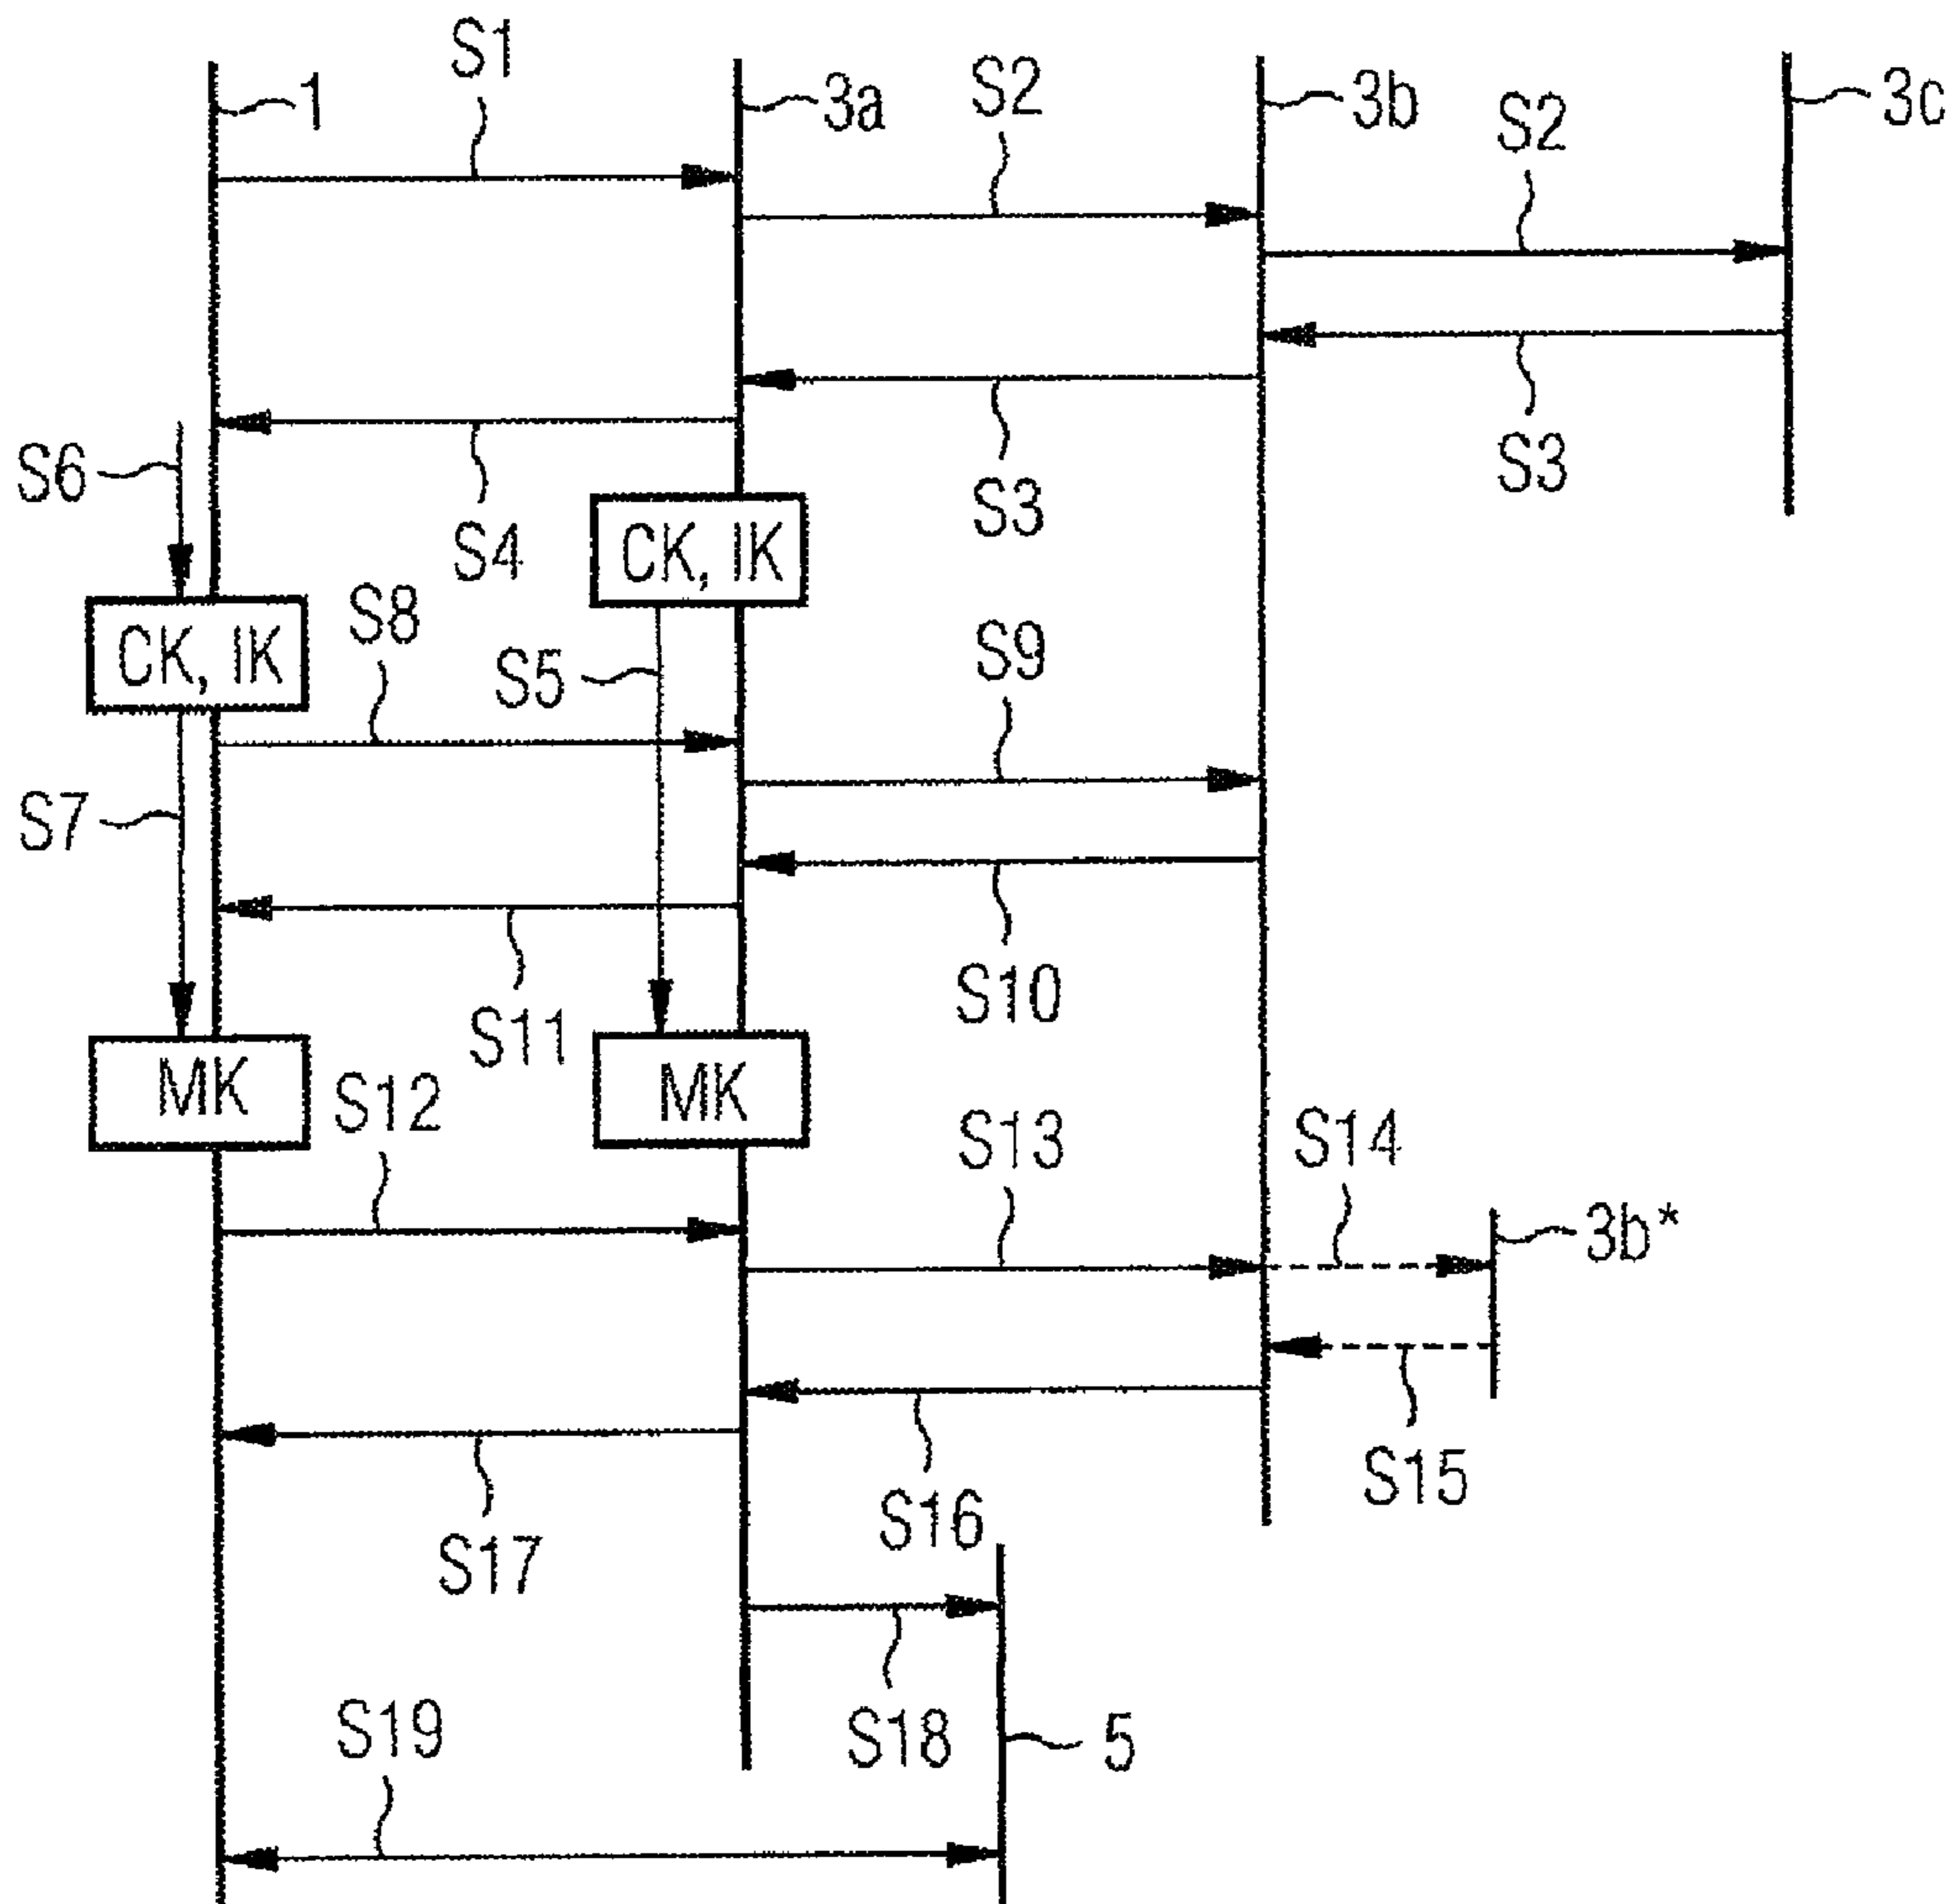 S1
1
3a
S2
3b
S2
3c
S6
S4
CK, IK
S3
S3
CK, IK
S8
S5
S9
S7
S11
S10
MK
S12
MK
S13
S14
3b*
S17
S16
S15
S19
S18
5